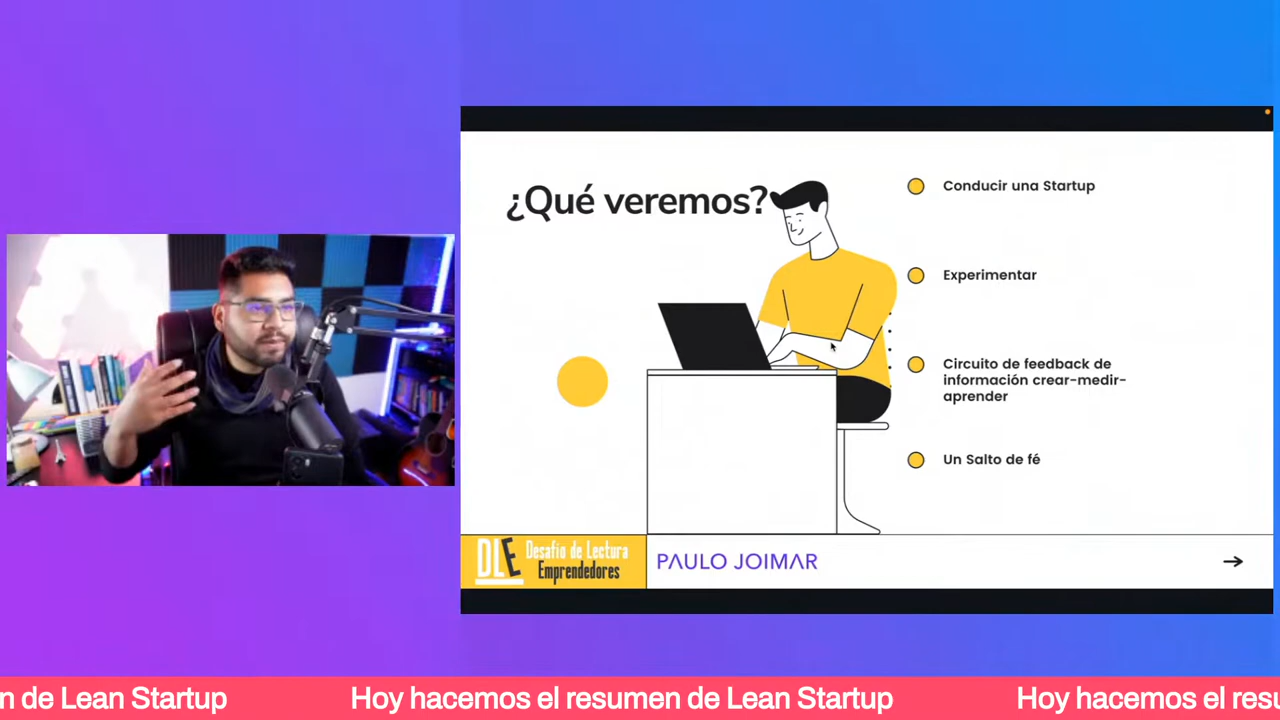 ¿Qué veremos?
Conducir una Startup
Experimentar
Circuito de feedback de
información crear-medir-
aprender
Un Salto de fé
DLE Desafio de Lectura
Emprendedores
PAULO JOIMAR
n de Lean Startup Hoy hacemos el resumen de Lean Startup Hoy hacemos el resu